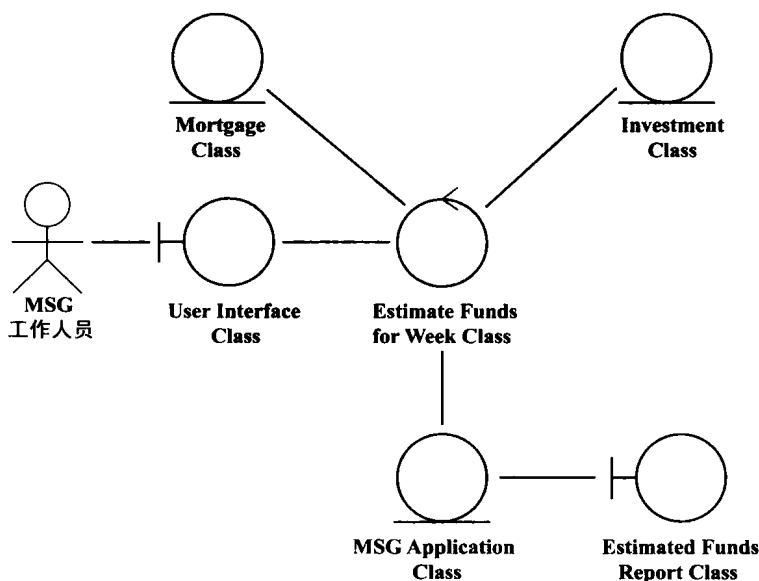 Mortgage
Class
Investment
Class
MSG
工作人员
User Interface
Class
Estimate Funds
for Week Class
MSG Application
Class
Estimated Funds
Report Class